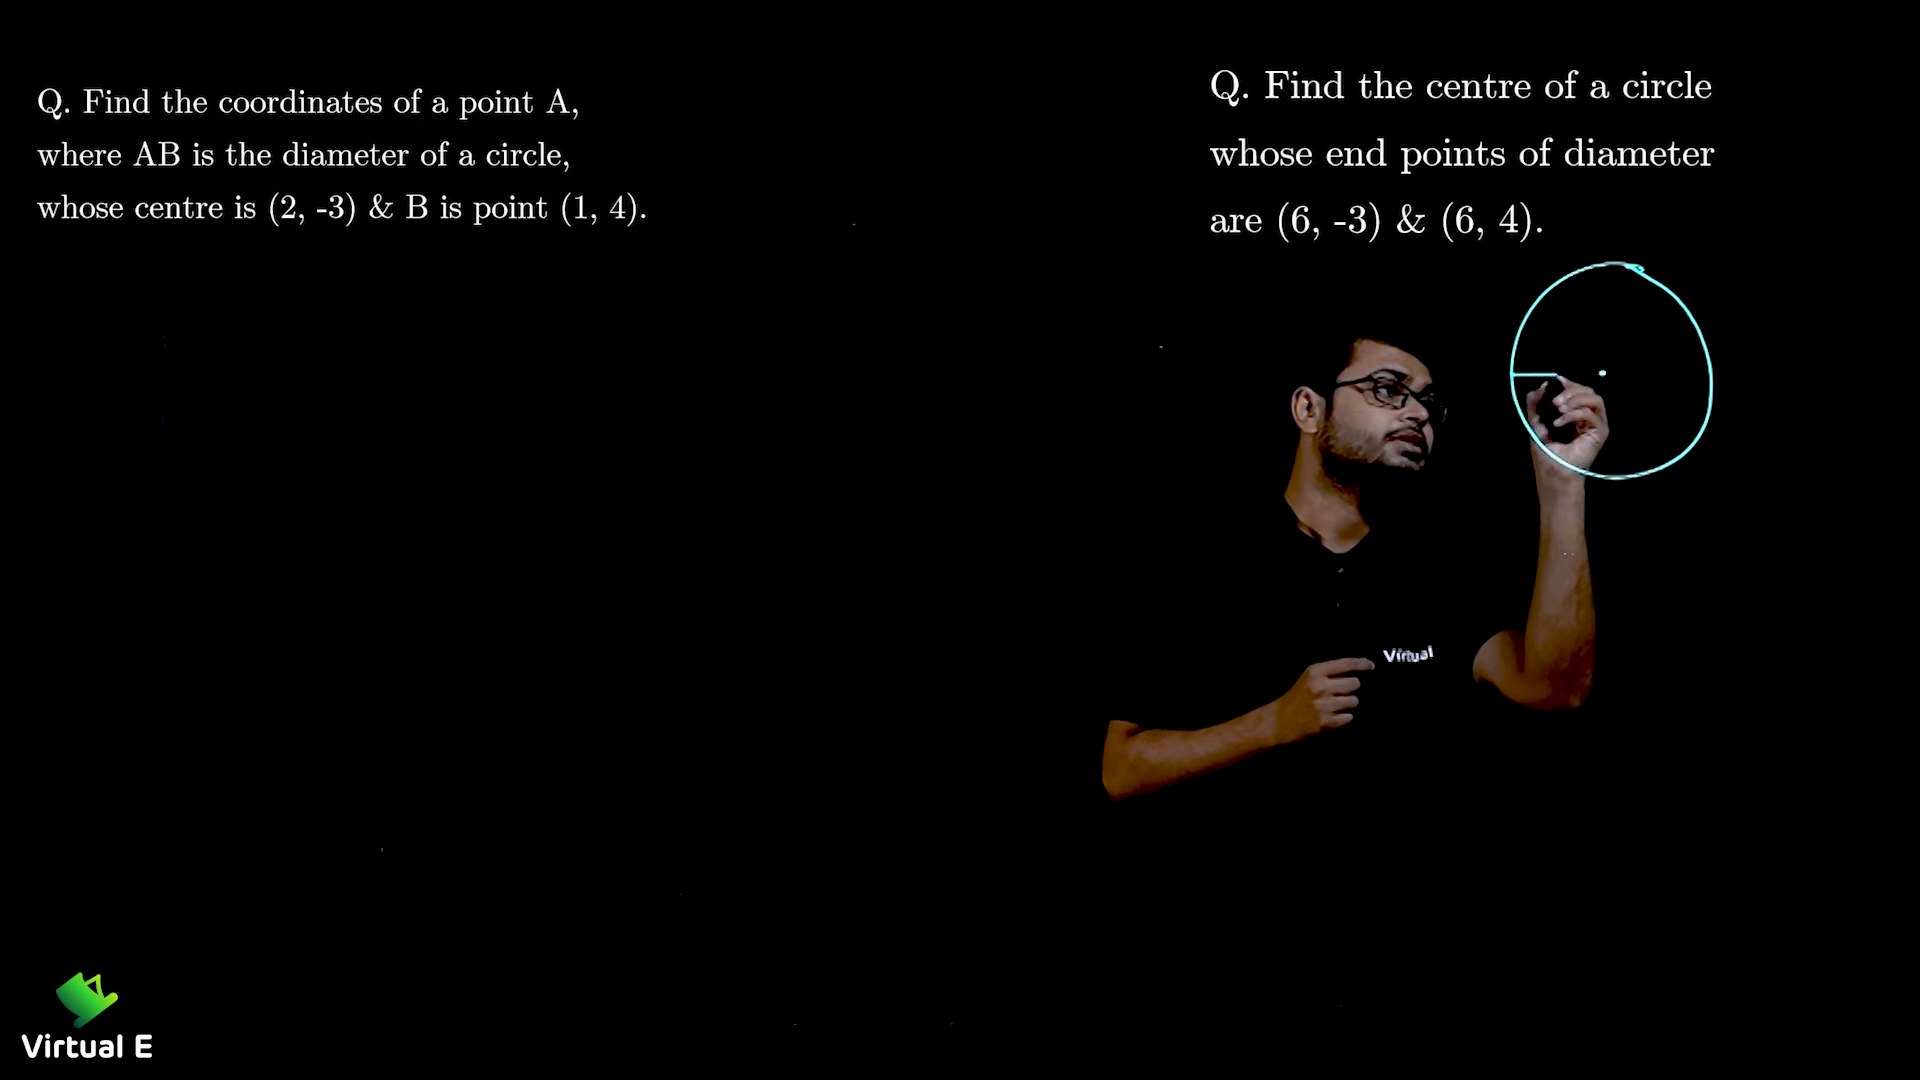 Q. Find the coordinates of a point A,
where AB is the diameter of a circle,
whose centre is (2, -3) & B is point (1, 4).
Q. Find the centre of a circle
whose end points of diameter
are (6, -3) & (6, 4).
Virtual
Virtual E